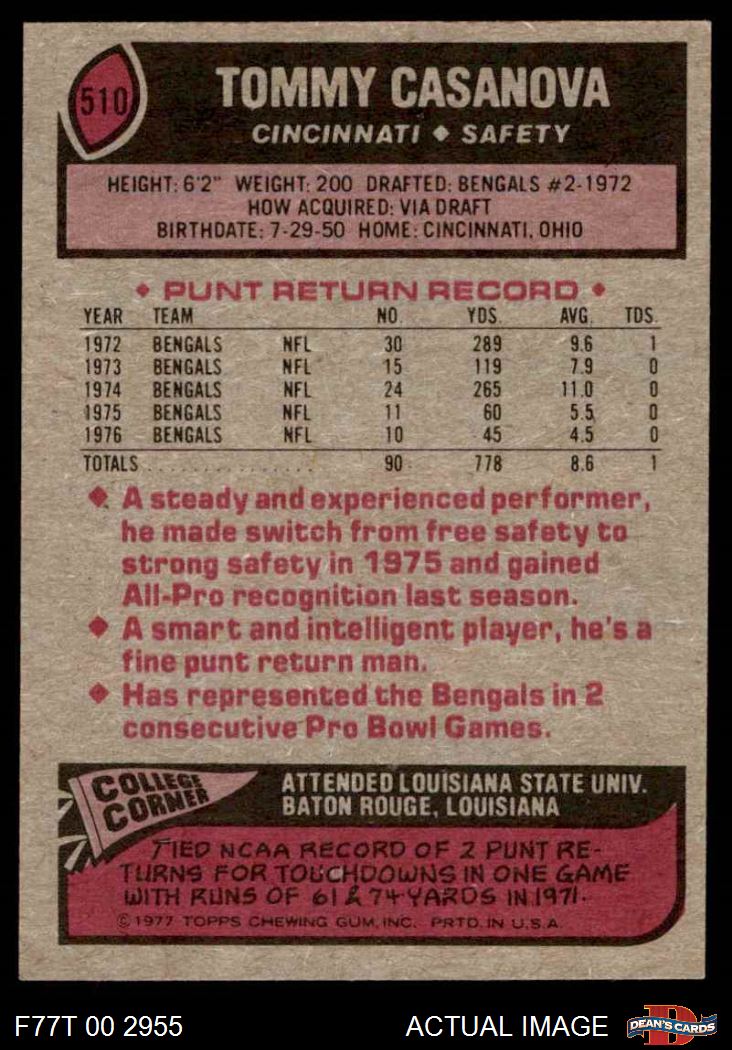 510
TOMMY CASANOVA
CINCINNATI ♦ SAFETY
HEIGHT: 6'2" WEIGHT: 200 DRAFTED: BENGALS #2-1972
HOW ACQUIRED: VIA DRAFT
BIRTHDATE: 7-29-50 HOME: CINCINNATI, OHIO
♦ PUNT RETURN RECORD ♦
YEAR TEAM NO. YDS. AVG. TDS.
1972 BENGALS NFL 30 289 9.6 1
1973 BENGALS NFL 15 119 7.9 0
1974 BENGALS NFL 24 265 11.0 0
1975 BENGALS NFL 11 60 5.5 0
1976 BENGALS NFL 10 45 4.5 0
TOTALS . . . . . . . . . . . . . . 90 778 8.6 1
♦ A steady and experienced performer,
he made switch from free safety to
strong safety in 1975 and gained
All-Pro recognition last season.
♦ A smart and intelligent player, he's a
fine punt return man.
♦ Has represented the Bengals in 2
consecutive Pro Bowl Games.
COLLEGE
CORNER
ATTENDED LOUISIANA STATE UNIV.
BATON ROUGE, LOUISIANA
TIED NCAA RECORD OF 2 PUNT RE-
TURNS FOR TOUCHDOWNS IN ONE GAME
WITH RUNS OF 61 & 74 YARDS IN 1971.
© 1977 TOPPS CHEWING GUM, INC. PRTD. IN U.S.A.
F77T 00 2955 ACTUAL IMAGE
D
DEAN'S CARDS